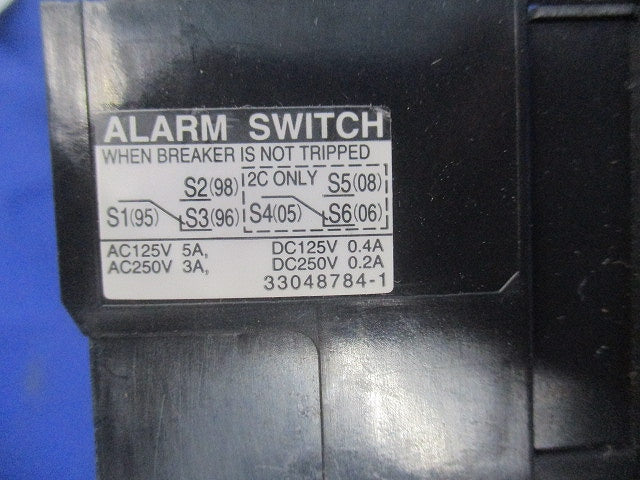 ALARM SWITCH
WHEN BREAKER IS NOT TRIPPED
S2(98) 2C ONLY S5(08)
S1(95) S3(96) S4(05) S6(06)
AC125V 5A, DC125V 0.4A
AC250V 3A, DC250V 0.2A
33048784-1